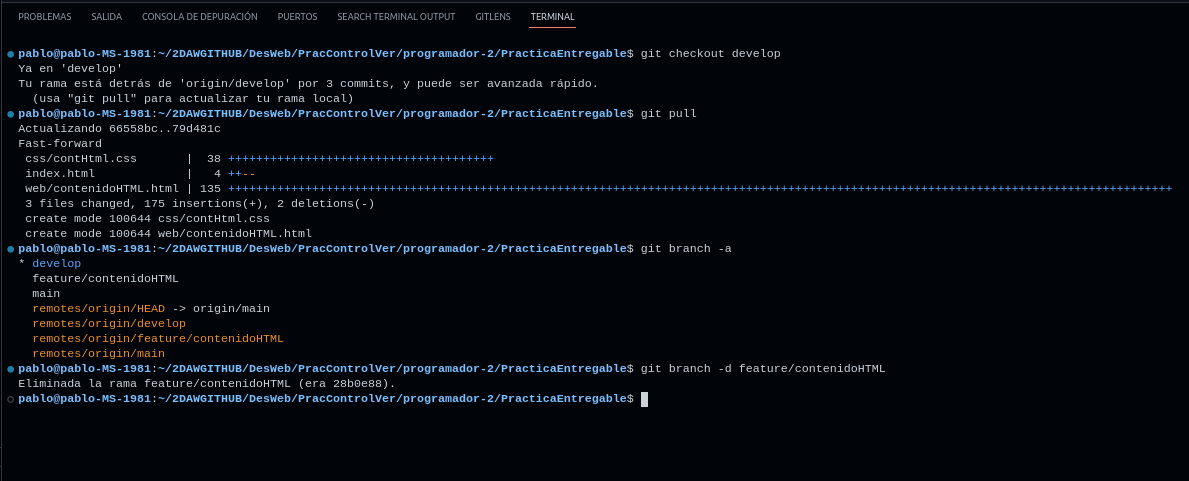 PROBLEMAS SALIDA CONSOLA DE DEPURACIÓN PUERTOS SEARCH TERMINAL OUTPUT GITLENS TERMINAL
pablo@pablo-MS-1981:~/2DAWGITHUB/DesWeb/PracControlVer/programador-2/PracticaEntregable$ git checkout develop
Ya en 'develop'
Tu rama está detrás de 'origin/develop' por 3 commits, y puede ser avanzada rápido.
  (usa "git pull" para actualizar tu rama local)
pablo@pablo-MS-1981:~/2DAWGITHUB/DesWeb/PracControlVer/programador-2/PracticaEntregable$ git pull
Actualizando 66558bc..79d481c
Fast-forward
 css/contHtml.css       |  38 ++++++++++++++++++++++++++++++++++++++
 index.html             |   4 ++--
 web/contenidoHTML.html | 135 +++++++++++++++++++++++++++++++++++++++++++++++++++++++++++++++++++++++++++++++++++++++++++++++++++++++++++++++++++++++++++++++++++++++
 3 files changed, 175 insertions(+), 2 deletions(-)
 create mode 100644 css/contHtml.css
 create mode 100644 web/contenidoHTML.html
pablo@pablo-MS-1981:~/2DAWGITHUB/DesWeb/PracControlVer/programador-2/PracticaEntregable$ git branch -a
* develop
  feature/contenidoHTML
  main
  remotes/origin/HEAD -> origin/main
  remotes/origin/develop
  remotes/origin/feature/contenidoHTML
  remotes/origin/main
pablo@pablo-MS-1981:~/2DAWGITHUB/DesWeb/PracControlVer/programador-2/PracticaEntregable$ git branch -d feature/contenidoHTML
Eliminada la rama feature/contenidoHTML (era 28b0e88).
pablo@pablo-MS-1981:~/2DAWGITHUB/DesWeb/PracControlVer/programador-2/PracticaEntregable$